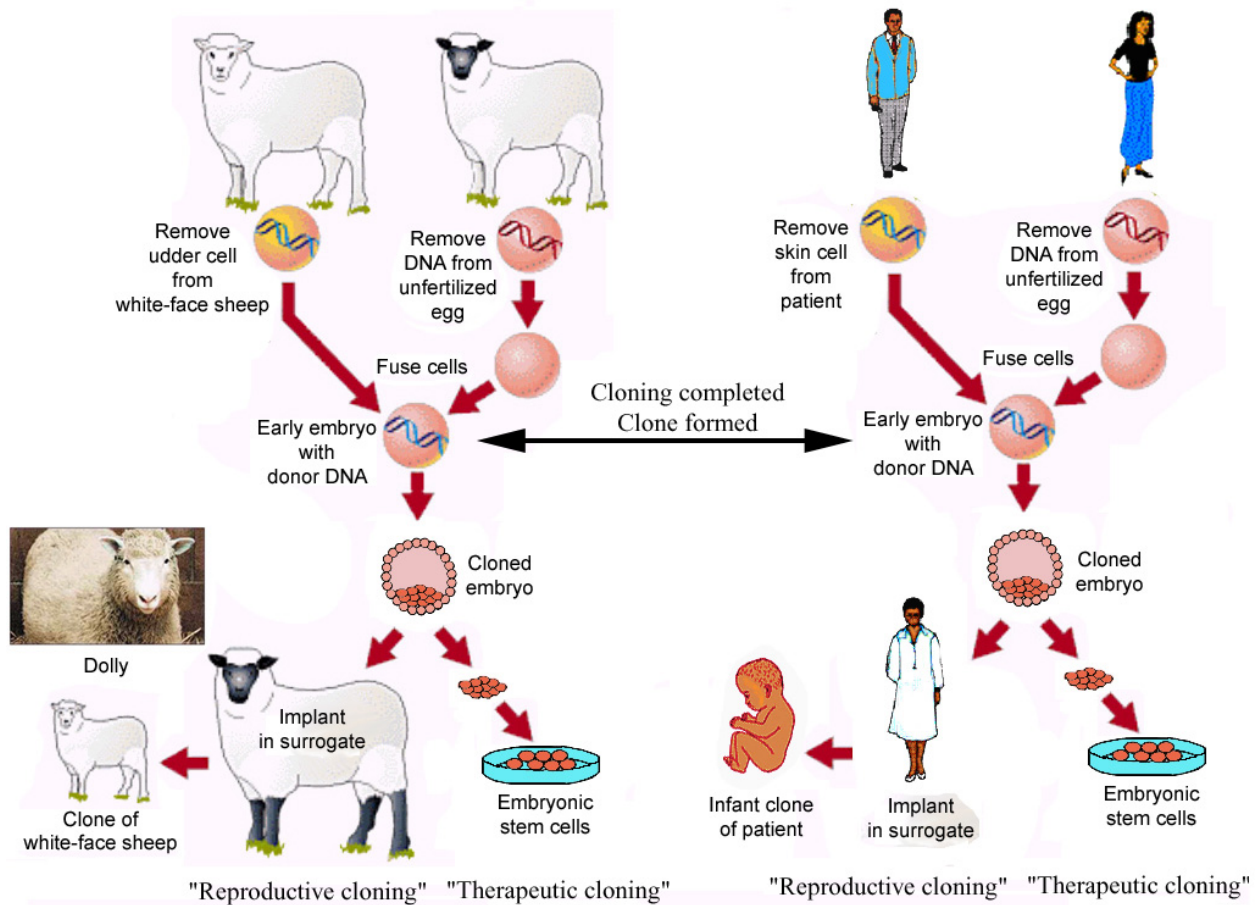 Remove
udder cell
from
white-face sheep
Remove
DNA from
unfertilized
egg
Remove
skin cell
from
patient
Remove
DNA from
unfertilized
egg
Fuse cells
Fuse cells
Cloning completed
Clone formed
Early embryo
with
donor DNA
Early embryo
with
donor DNA
Cloned
embryo
Cloned
embryo
Dolly
Implant
in surrogate
Clone of
white-face sheep
Embryonic
stem cells
Infant clone
of patient
Implant
in surrogate
Embryonic
stem cells
"Reproductive cloning"
"Therapeutic cloning"
"Reproductive cloning"
"Therapeutic cloning"